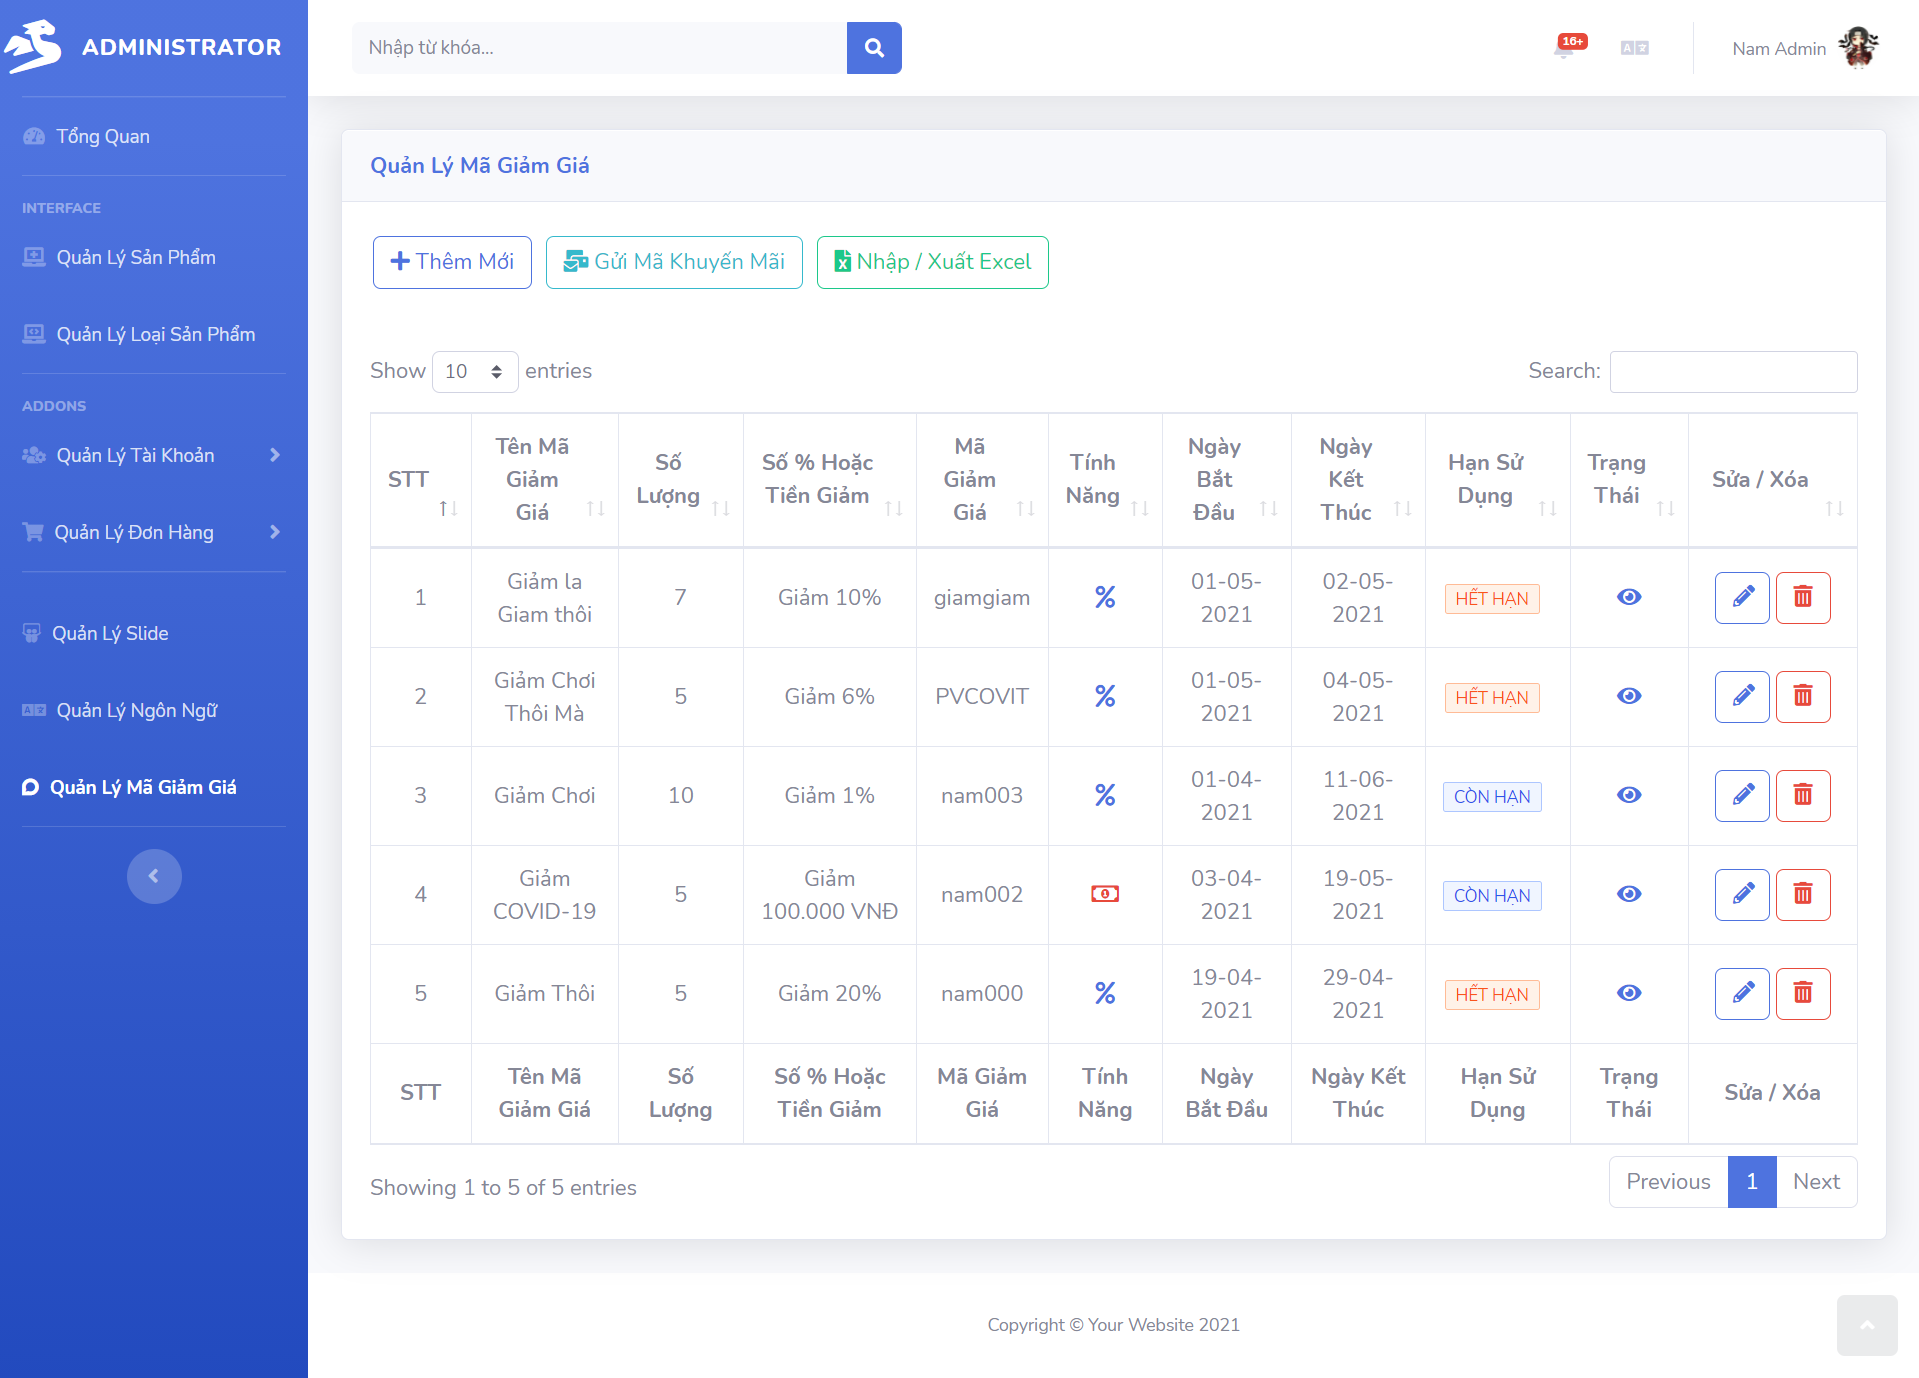 ADMINISTRATOR
Tổng Quan
INTERFACE
Quản Lý Sản Phẩm
Quản Lý Loại Sản Phẩm
ADDONS
Quản Lý Tài Khoản
Quản Lý Đơn Hàng
Quản Lý Slide
Quản Lý Ngôn Ngữ
Quản Lý Mã Giảm Giá
Nhập từ khóa...
16+
Nam Admin
Quản Lý Mã Giảm Giá
Thêm Mới
Gửi Mã Khuyến Mãi
Nhập / Xuất Excel
Show 10 entries
Search:
STT
Tên Mã
Giảm
Giá
Số
Lượng
Số % Hoặc
Tiền Giảm
Mã
Giảm
Giá
Tính
Năng
Ngày
Bắt
Đầu
Ngày
Kết
Thúc
Hạn Sử
Dụng
Trạng
Thái
Sửa / Xóa
1
Giảm la
Giam thôi
7
Giảm 10%
giamgiam
01-05-
2021
02-05-
2021
HẾT HẠN
2
Giảm Chơi
Thôi Mà
5
Giảm 6%
PVCOVIT
01-05-
2021
04-05-
2021
HẾT HẠN
3
Giảm Chơi
10
Giảm 1%
nam003
01-04-
2021
11-06-
2021
CÒN HẠN
4
Giảm
COVID-19
5
Giảm
100.000 VNĐ
nam002
03-04-
2021
19-05-
2021
CÒN HẠN
5
Giảm Thôi
5
Giảm 20%
nam000
19-04-
2021
29-04-
2021
HẾT HẠN
STT
Tên Mã
Giảm Giá
Số
Lượng
Số % Hoặc
Tiền Giảm
Mã Giảm
Giá
Tính
Năng
Ngày
Bắt Đầu
Ngày Kết
Thúc
Hạn Sử
Dụng
Trạng
Thái
Sửa / Xóa
Showing 1 to 5 of 5 entries
Previous 1 Next
Copyright © Your Website 2021